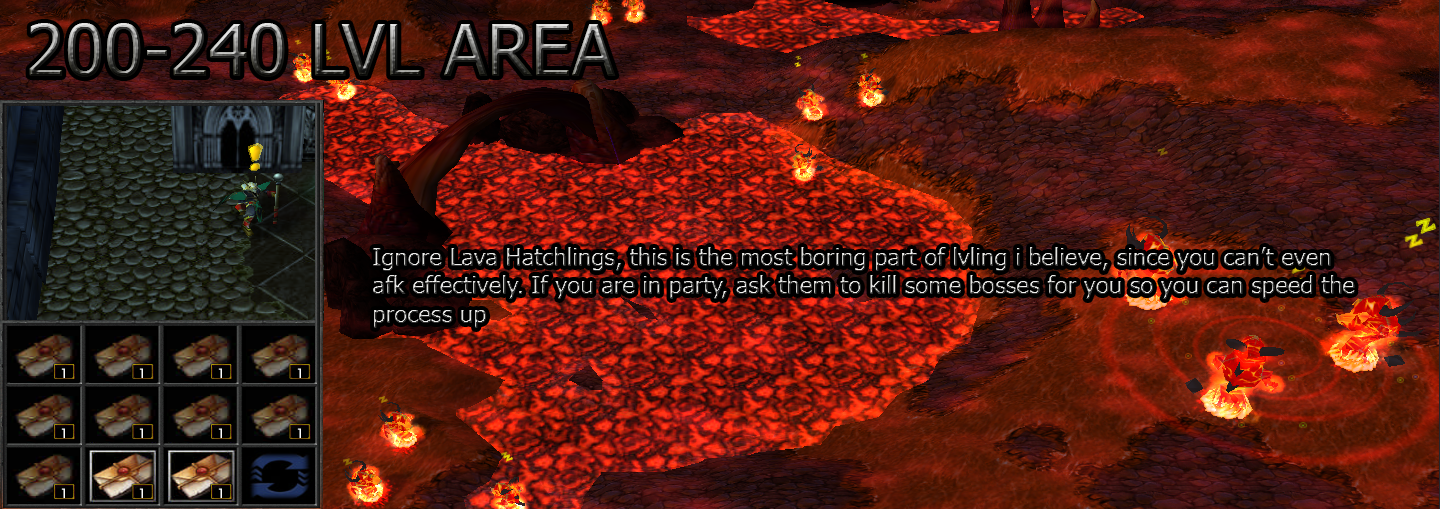 200-240 LVL AREA
Ignore Lava Hatchlings, this is the most boring part of lvling i believe, since you can't even
afk effectively. If you are in party, ask them to kill some bosses for you so you can speed the
process up
1 1 1 1
1 1 1 1
1 1 1